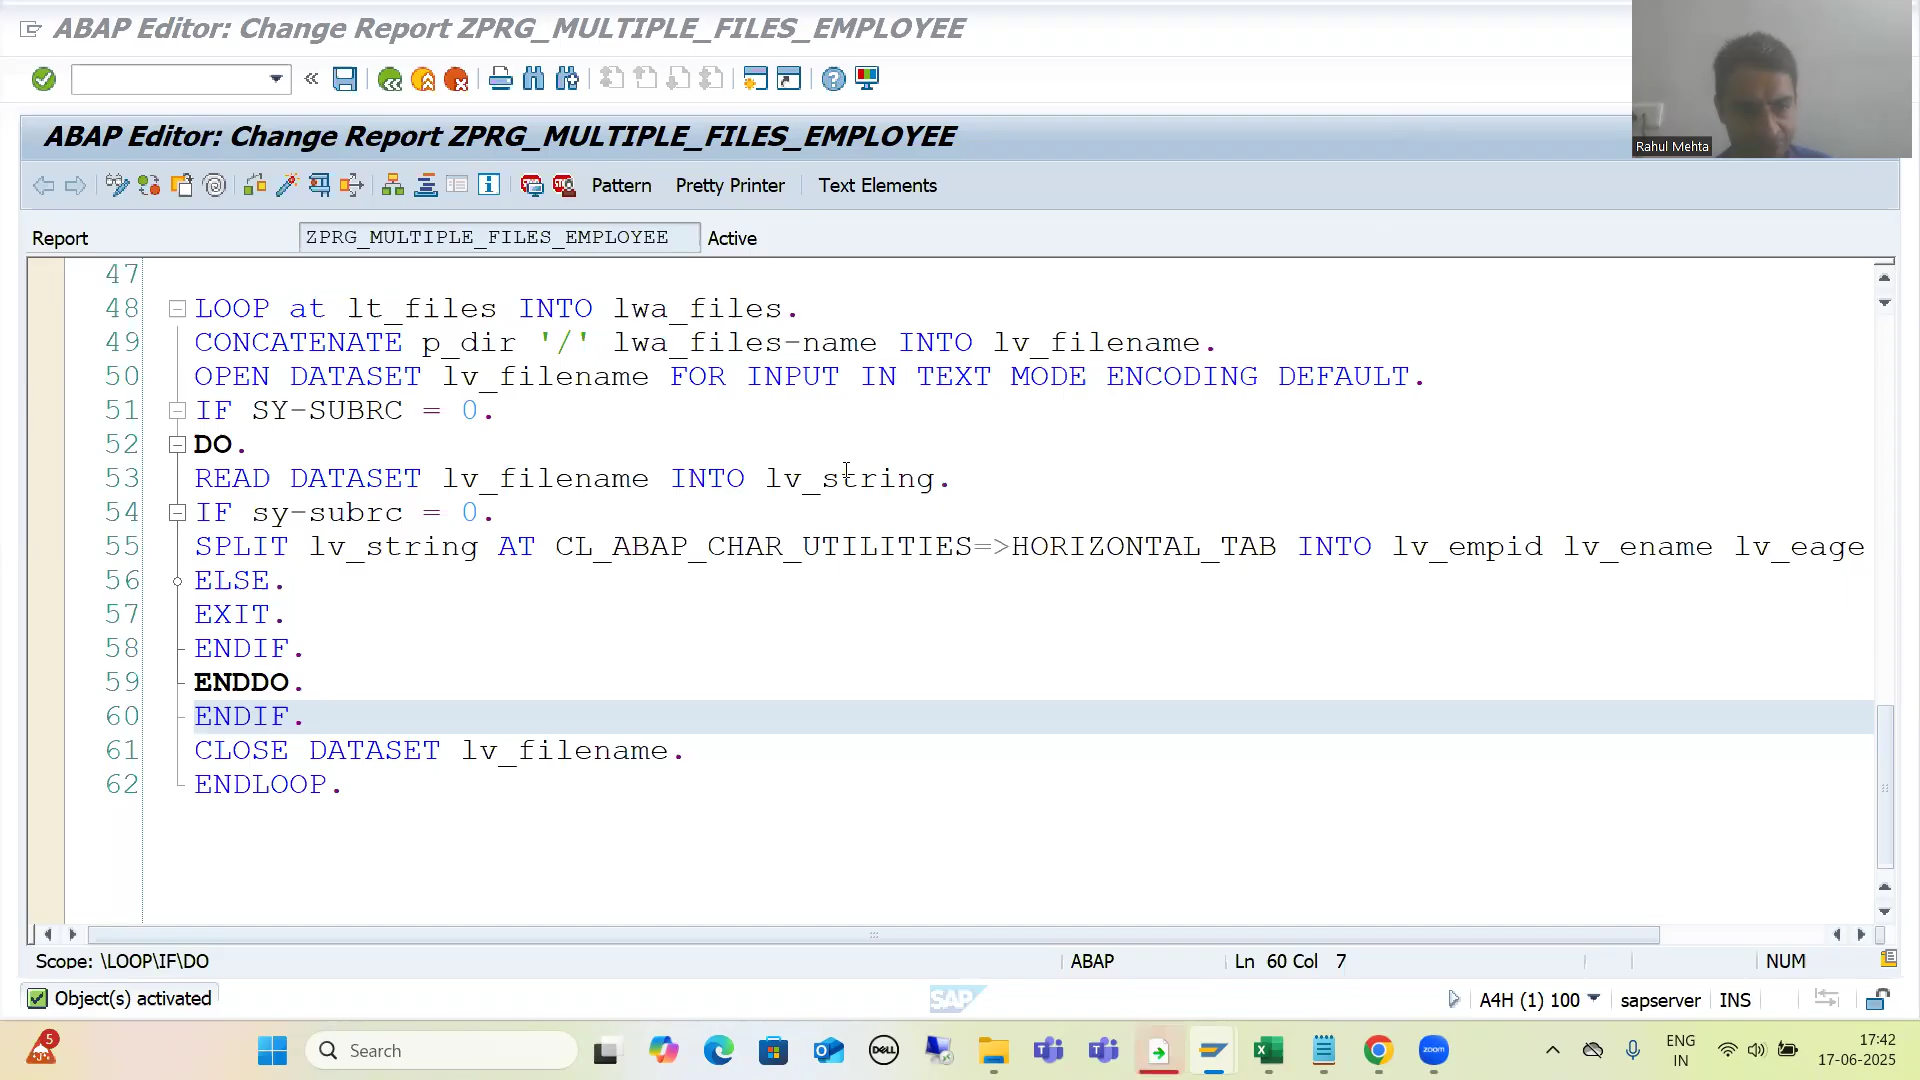 ABAP Editor: Change Report ZPRG_MULTIPLE_FILES_EMPLOYEE
Rahul Mehta
ABAP Editor: Change Report ZPRG_MULTIPLE_FILES_EMPLOYEE
Pattern Pretty Printer Text Elements
Report ZPRG_MULTIPLE_FILES_EMPLOYEE Active
47
48 LOOP at lt_files INTO lwa_files.
49 CONCATENATE p_dir '/' lwa_files-name INTO lv_filename.
50 OPEN DATASET lv_filename FOR INPUT IN TEXT MODE ENCODING DEFAULT.
51 IF SY-SUBRC = 0.
52 DO.
53 READ DATASET lv_filename INTO lv_string.
54 IF sy-subrc = 0.
55 SPLIT lv_string AT CL_ABAP_CHAR_UTILITIES=>HORIZONTAL_TAB INTO lv_empid lv_ename lv_eage
56 ELSE.
57 EXIT.
58 ENDIF.
59 ENDDO.
60 ENDIF.
61 CLOSE DATASET lv_filename.
62 ENDLOOP.
Scope: \LOOP\IF\DO ABAP Ln 60 Col 7 NUM
Object(s) activated SAP A4H (1) 100 sapserver INS
5 Search DELL zoom ENG 17:42
IN 17-06-2025